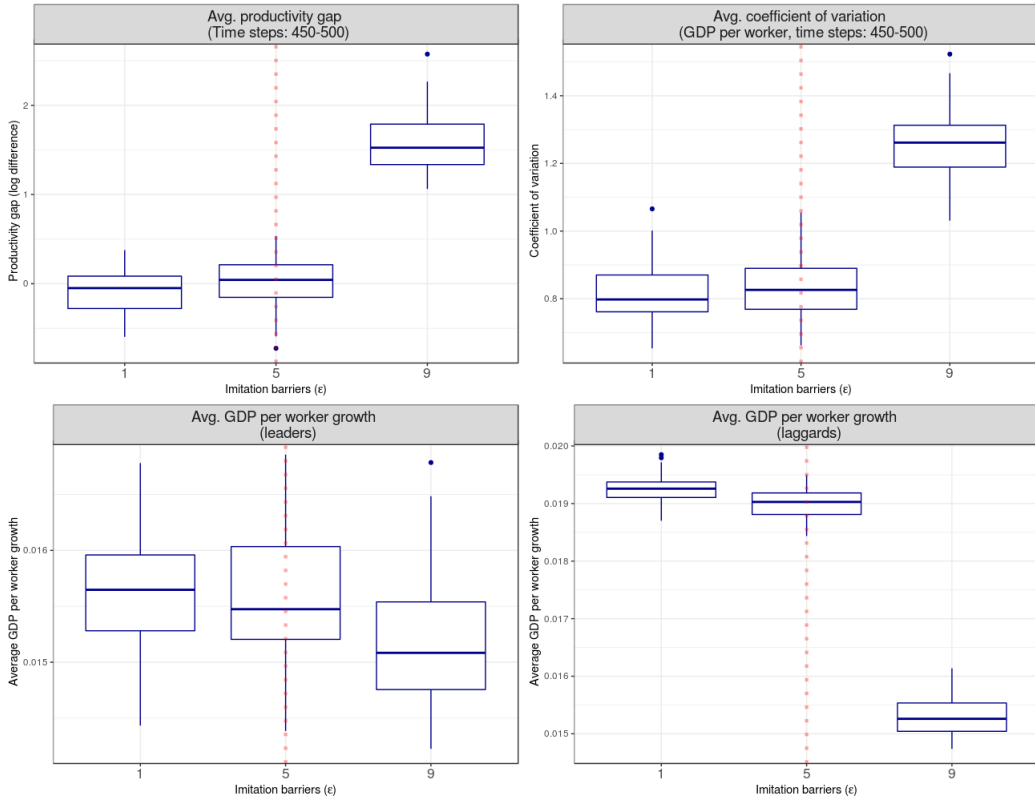 Avg. productivity gap
(Time steps: 450-500)
Productivity gap (log difference)
2
1
0
1
5
9
Imitation barriers (ε)
Avg. coefficient of variation
(GDP per worker, time steps: 450-500)
Coefficient of variation
1.4
1.2
1.0
0.8
1
5
9
Imitation barriers (ε)
Avg. GDP per worker growth
(leaders)
Average GDP per worker growth
0.016
0.015
1
5
9
Imitation barriers (ε)
Avg. GDP per worker growth
(laggards)
Average GDP per worker growth
0.020
0.019
0.018
0.017
0.016
0.015
1
5
9
Imitation barriers (ε)